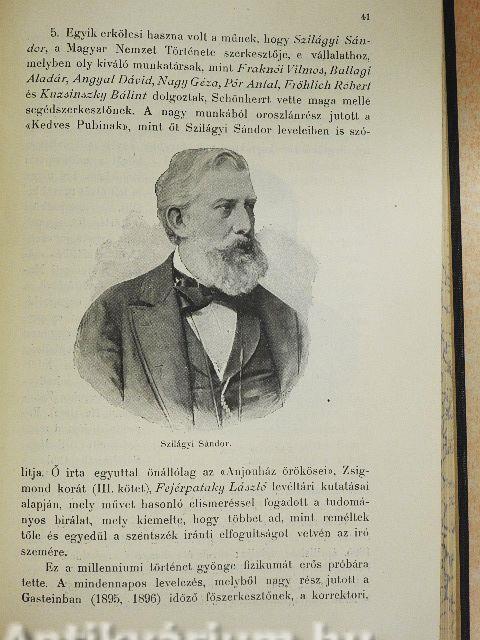 41
5. Egyik erkölcsi haszna volt a műnek, hogy Szilágyi Sán-
dor, a Magyar Nemzet Története szerkesztője, e vállalathoz,
melyben oly kiváló munkatársak, mint Fraknói Vilmos, Ballagi
Aladár, Angyal Dávid, Nagy Géza, Pór Antal, Fröhlich Róbert
és Kuzsinszky Bálint dolgoztak, Schönherrt vette maga mellé
segédszerkesztőnek. A nagy munkából oroszlánrész jutott a
«Kedves Pubinak», mint őt Szilágyi Sándor leveleiben is szó-
Szilágyi Sándor.
lítja. Ő írta egyuttal önállólag az «Anjouház örökösei», Zsig-
mond korát (III. kötet), Fejérpataky László levéltári kutatásai
alapján, mely művet hasonló elismeréssel fogadott a tudomá-
nyos birálat, mely kiemelte, hogy többet ad, mint reméltek
tőle és egyedül a szentszék iránti elfogultságot vetvén az író
szemére.
Ez a millenniumi történet gyönge fizikumát erős próbára
tette. A mindennapos levelezés, melyből nagy rész jutott a
Gasteinban (1895, 1896) időző főszerkesztőnek, a korrektori,
Antikvárium.hu